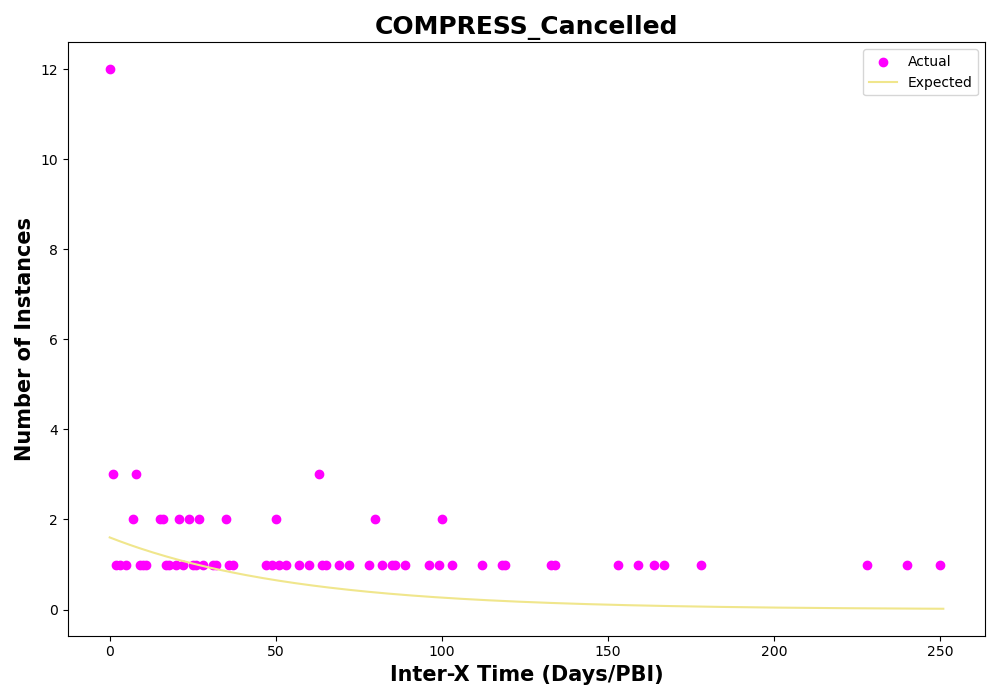 COMPRESS_Cancelled
Actual
Expected
12
10
8
6
4
2
0
Number of Instances
0 50 100 150 200 250
Inter-X Time (Days/PBI)